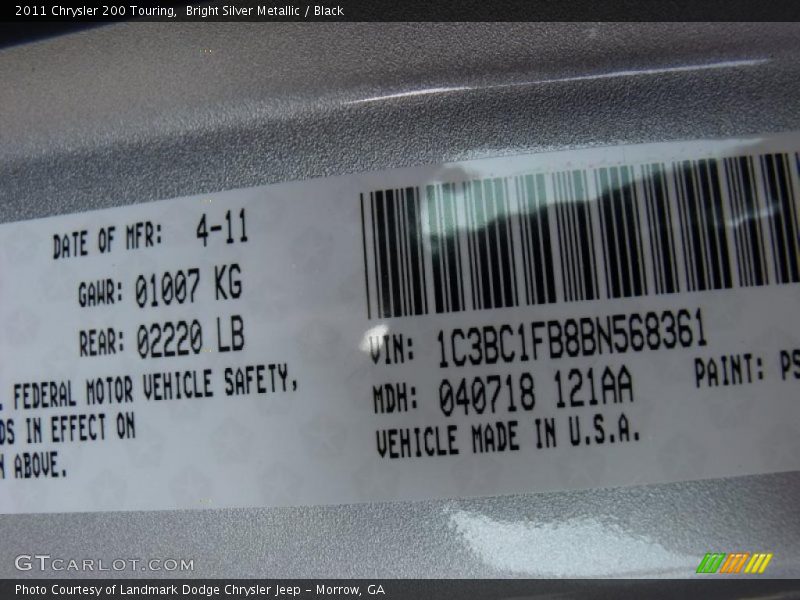 2011 Chrysler 200 Touring, Bright Silver Metallic / Black
DATE OF MFR: 4-11
GAWR: 01007 KG
REAR: 02220 LB
FEDERAL MOTOR VEHICLE SAFETY,
DS IN EFFECT ON
ABOVE.
VIN: 1C3BC1FB8BN568361
MDH: 040718 121AA
PAINT: PS
VEHICLE MADE IN U.S.A.
GTCARLOT.COM
Photo Courtesy of Landmark Dodge Chrysler Jeep – Morrow, GA